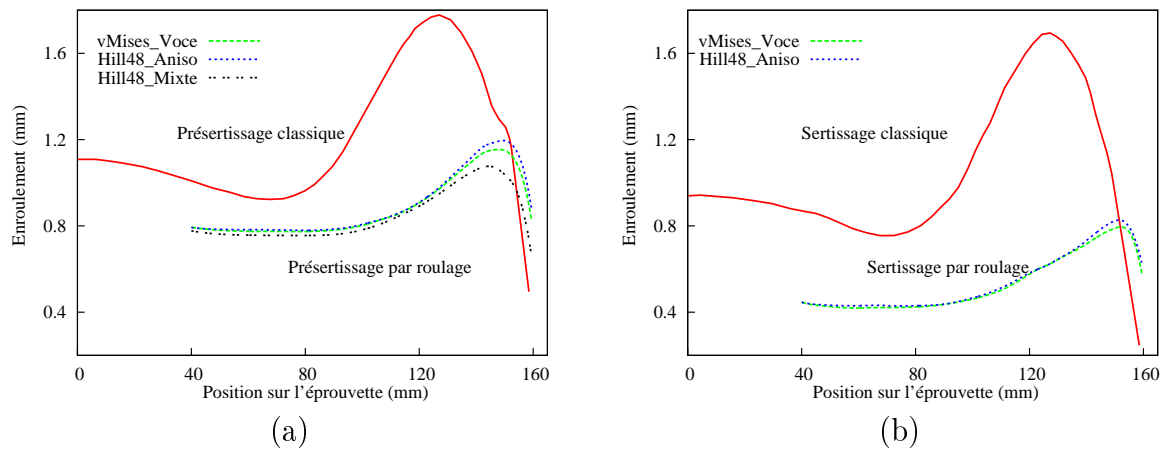 1.6
1.2
0.8
0.4
Enroulement (mm)
vMises_Voce
Hill48_Aniso
Hill48_Mixte
Présertissage classique
Présertissage par roulage
0 40 80 120 160
Position sur l'éprouvette (mm)
(a)
1.6
1.2
0.8
0.4
Enroulement (mm)
vMises_Voce
Hill48_Aniso
Sertissage classique
Sertissage par roulage
0 40 80 120 160
Position sur l'éprouvette (mm)
(b)